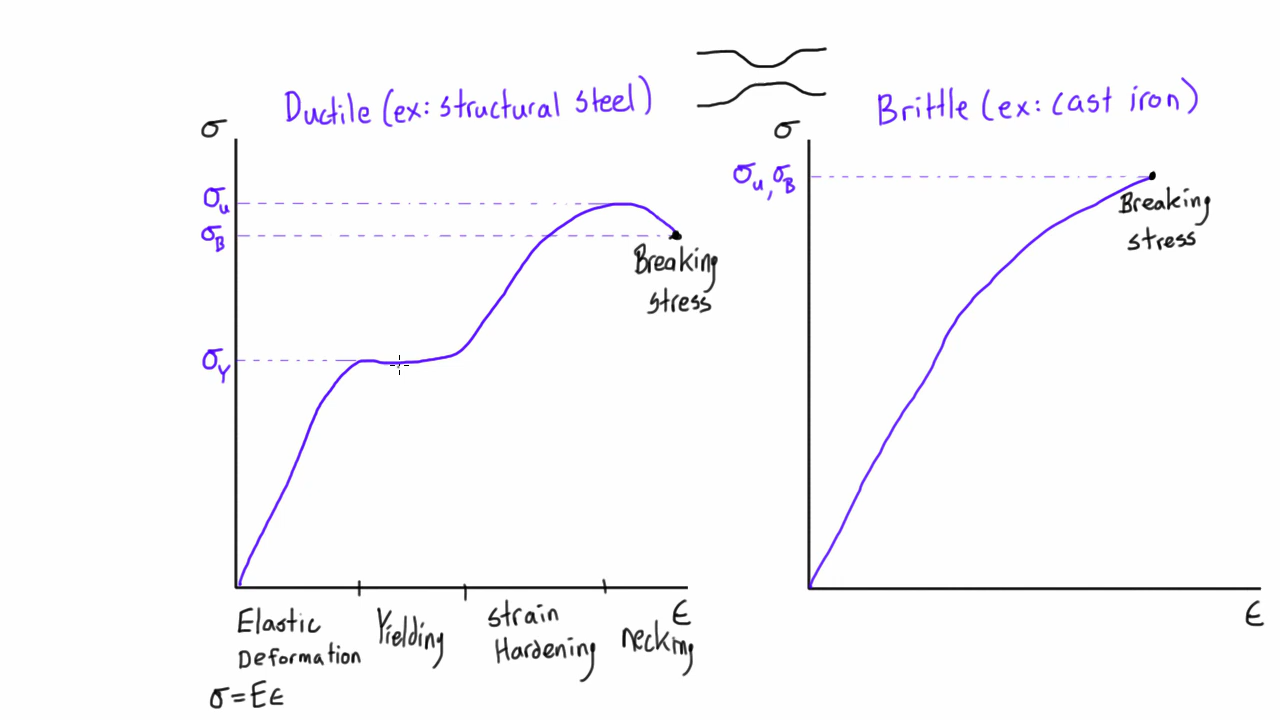 Ductile (ex: structural steel)
σ
σu
σB
σY
Breaking
stress
Elastic
Deformation
Yielding
Strain
Hardening
necking
ϵ
σ=Eϵ
Brittle (ex: cast iron)
σ
σu,σB
Breaking
stress
ϵ